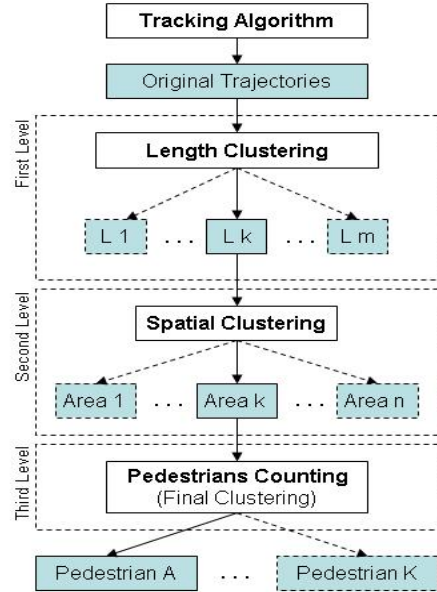 Tracking Algorithm
Original Trajectories
First Level
Length Clustering
L 1 . . . L k . . . L m
Second Level
Spatial Clustering
Area 1 . . . Area k . . . Area n
Third Level
Pedestrians Counting
(Final Clustering)
Pedestrian A . . . Pedestrian K